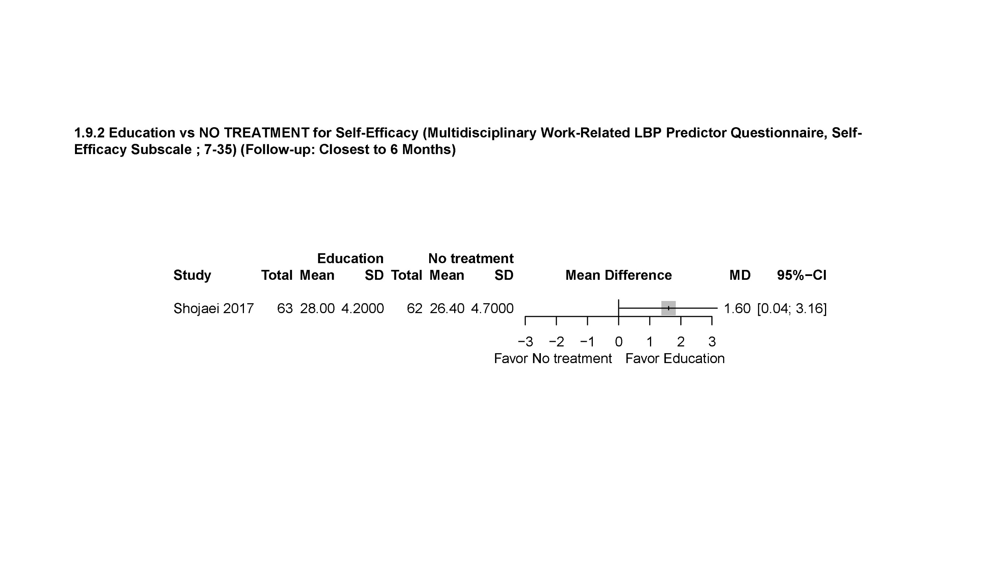 1.9.2 Education vs NO TREATMENT for Self-Efficacy (Multidisciplinary Work-Related LBP Predictor Questionnaire, Self-
Efficacy Subscale ; 7-35) (Follow-up: Closest to 6 Months)
Education No treatment
Study Total Mean SD Total Mean SD Mean Difference MD 95%−CI
Shojaei 2017 63 28.00 4.2000 62 26.40 4.7000 1.60 [0.04; 3.16]
−3 −2 −1 0 1 2 3
Favor No treatment Favor Education